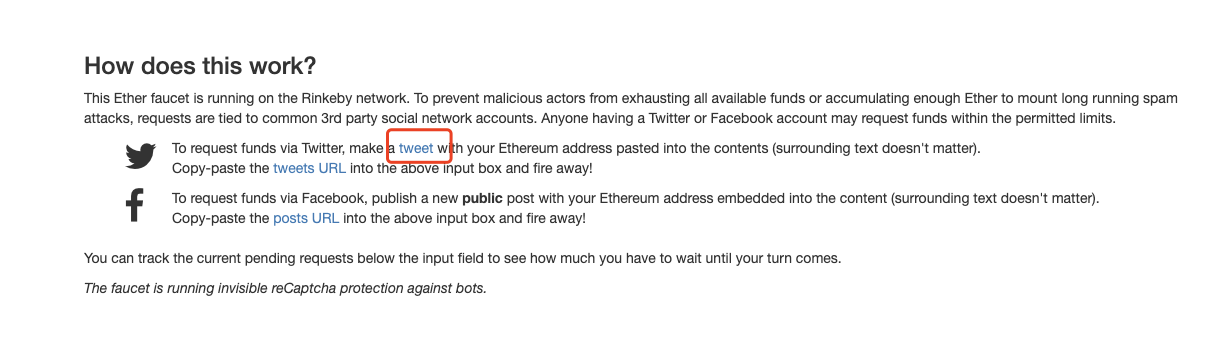 How does this work?
This Ether faucet is running on the Rinkeby network. To prevent malicious actors from exhausting all available funds or accumulating enough Ether to mount long running spam
attacks, requests are tied to common 3rd party social network accounts. Anyone having a Twitter or Facebook account may request funds within the permitted limits.
To request funds via Twitter, make a tweet with your Ethereum address pasted into the contents (surrounding text doesn't matter).
Copy-paste the tweets URL into the above input box and fire away!
To request funds via Facebook, publish a new public post with your Ethereum address embedded into the content (surrounding text doesn't matter).
Copy-paste the posts URL into the above input box and fire away!
You can track the current pending requests below the input field to see how much you have to wait until your turn comes.
The faucet is running invisible reCaptcha protection against bots.